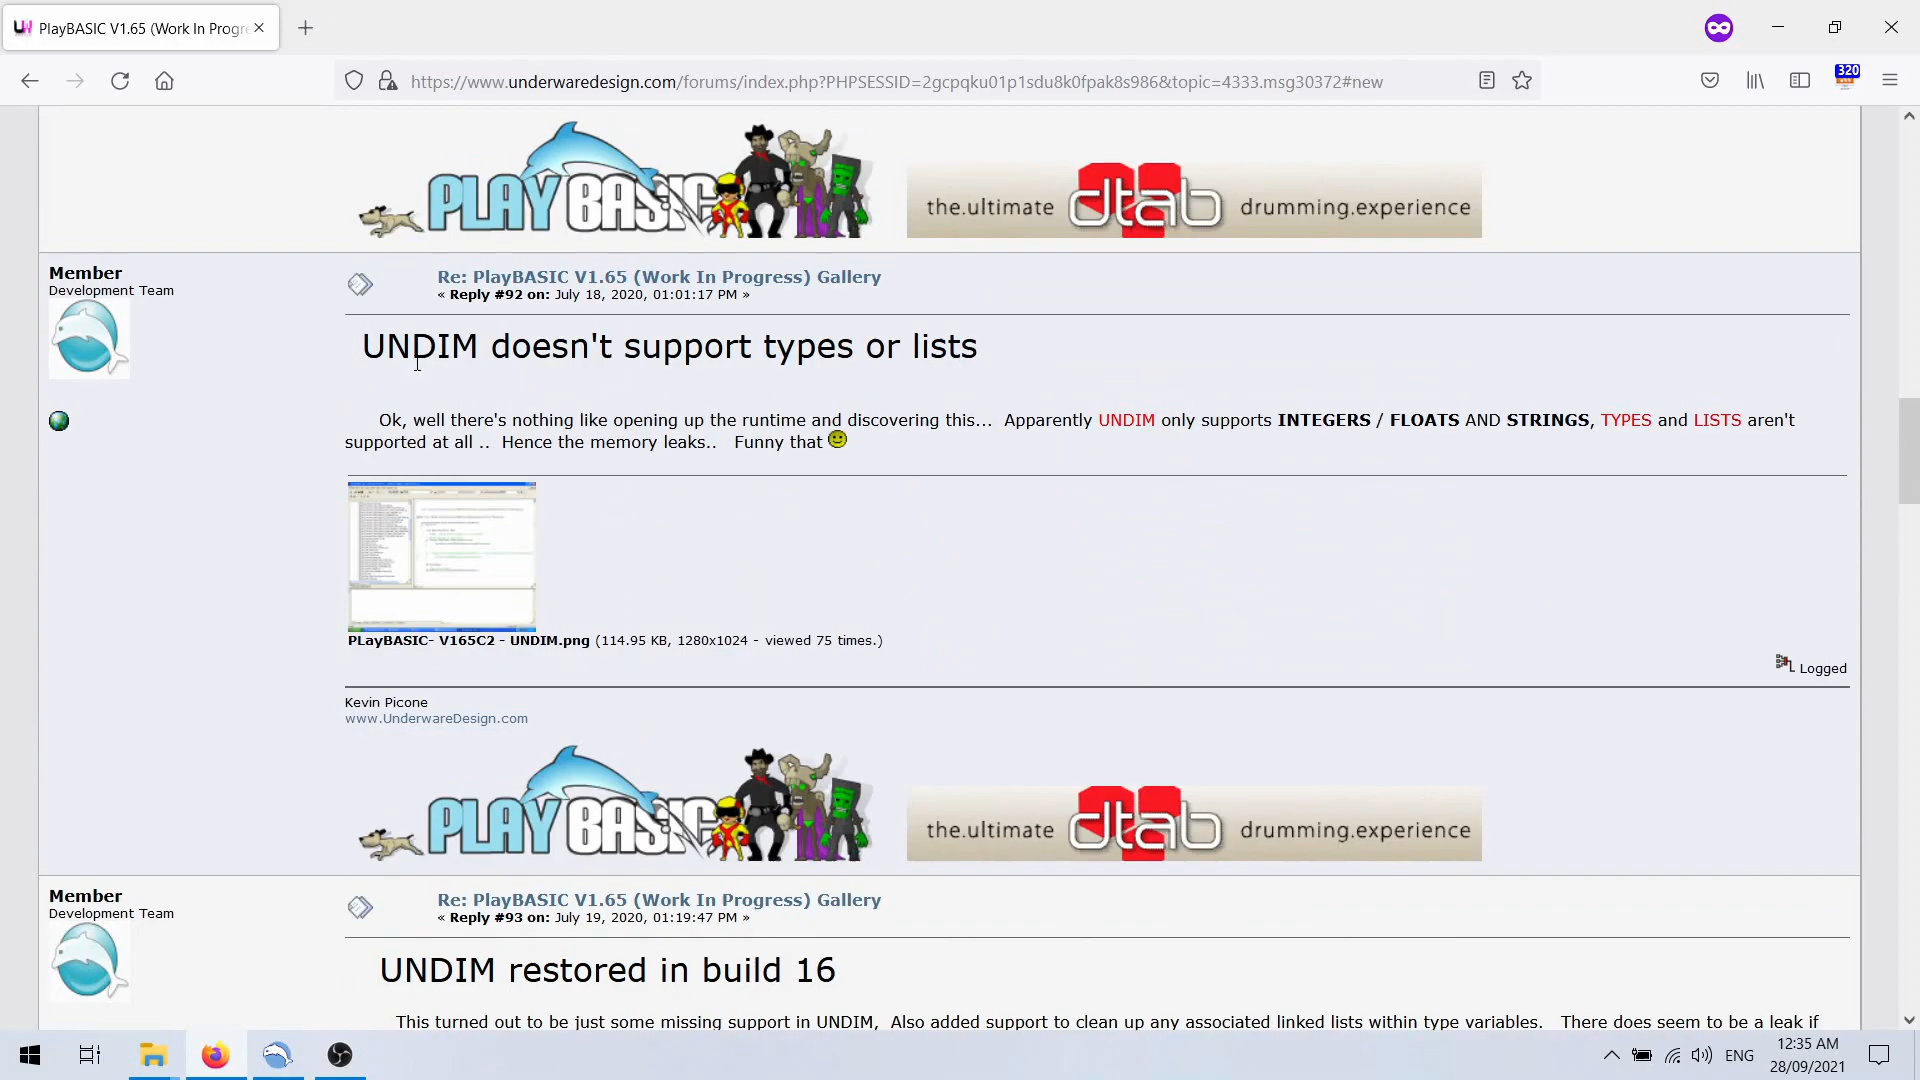 PlayBASIC V1.65 (Work In Progre
https://www.underwaredesign.com/forums/index.php?PHPSESSID=2gcpqku01p1sdu8k0fpak8s986&topic=4333.msg30372#new
320
PLAYBASIC
the.ultimate dtab drumming.experience
Member
Development Team
Re: PlayBASIC V1.65 (Work In Progress) Gallery
« Reply #92 on: July 18, 2020, 01:01:17 PM »
UNDIM doesn't support types or lists
Ok, well there's nothing like opening up the runtime and discovering this... Apparently UNDIM only supports INTEGERS / FLOATS AND STRINGS, TYPES and LISTS aren't
supported at all .. Hence the memory leaks.. Funny that
PLayBASIC- V165C2 - UNDIM.png (114.95 KB, 1280x1024 - viewed 75 times.)
Logged
Kevin Picone
www.UnderwareDesign.com
PLAYBASIC
the.ultimate dtab drumming.experience
Member
Development Team
Re: PlayBASIC V1.65 (Work In Progress) Gallery
« Reply #93 on: July 19, 2020, 01:19:47 PM »
UNDIM restored in build 16
This turned out to be just some missing support in UNDIM, Also added support to clean up any associated linked lists within type variables. There does seem to be a leak if
ENG
12:35 AM
28/09/2021